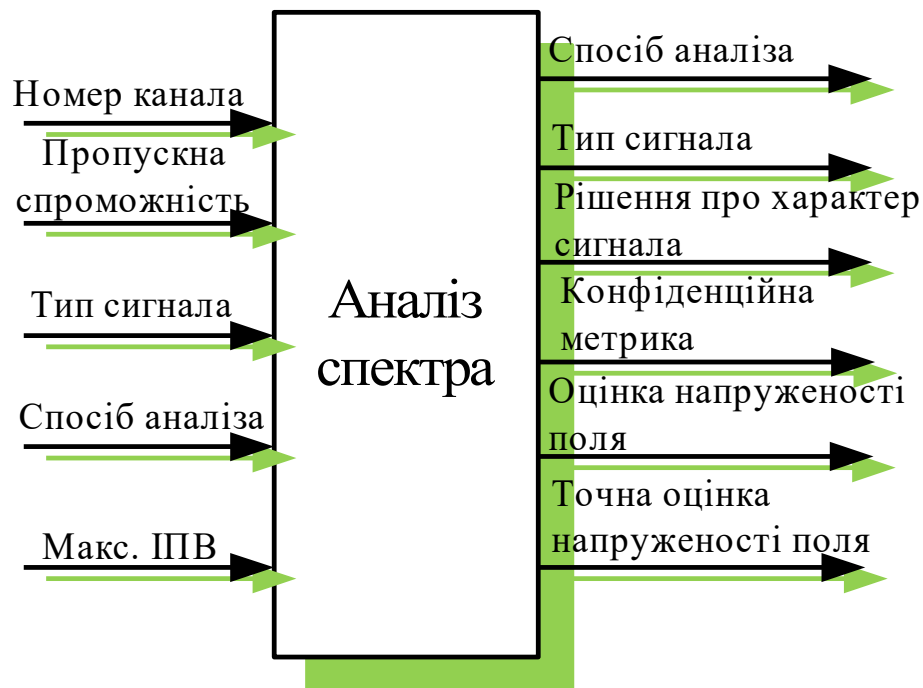 Номер канала
Пропускна
спроможність
Тип сигнала
Спосіб аналіза
Макс. ІПВ
Аналіз
спектра
Спосіб аналіза
Тип сигнала
Рішення про характер
сигнала
Конфіденційна
метрика
Оцінка напруженості
поля
Точна оцінка
напруженості поля